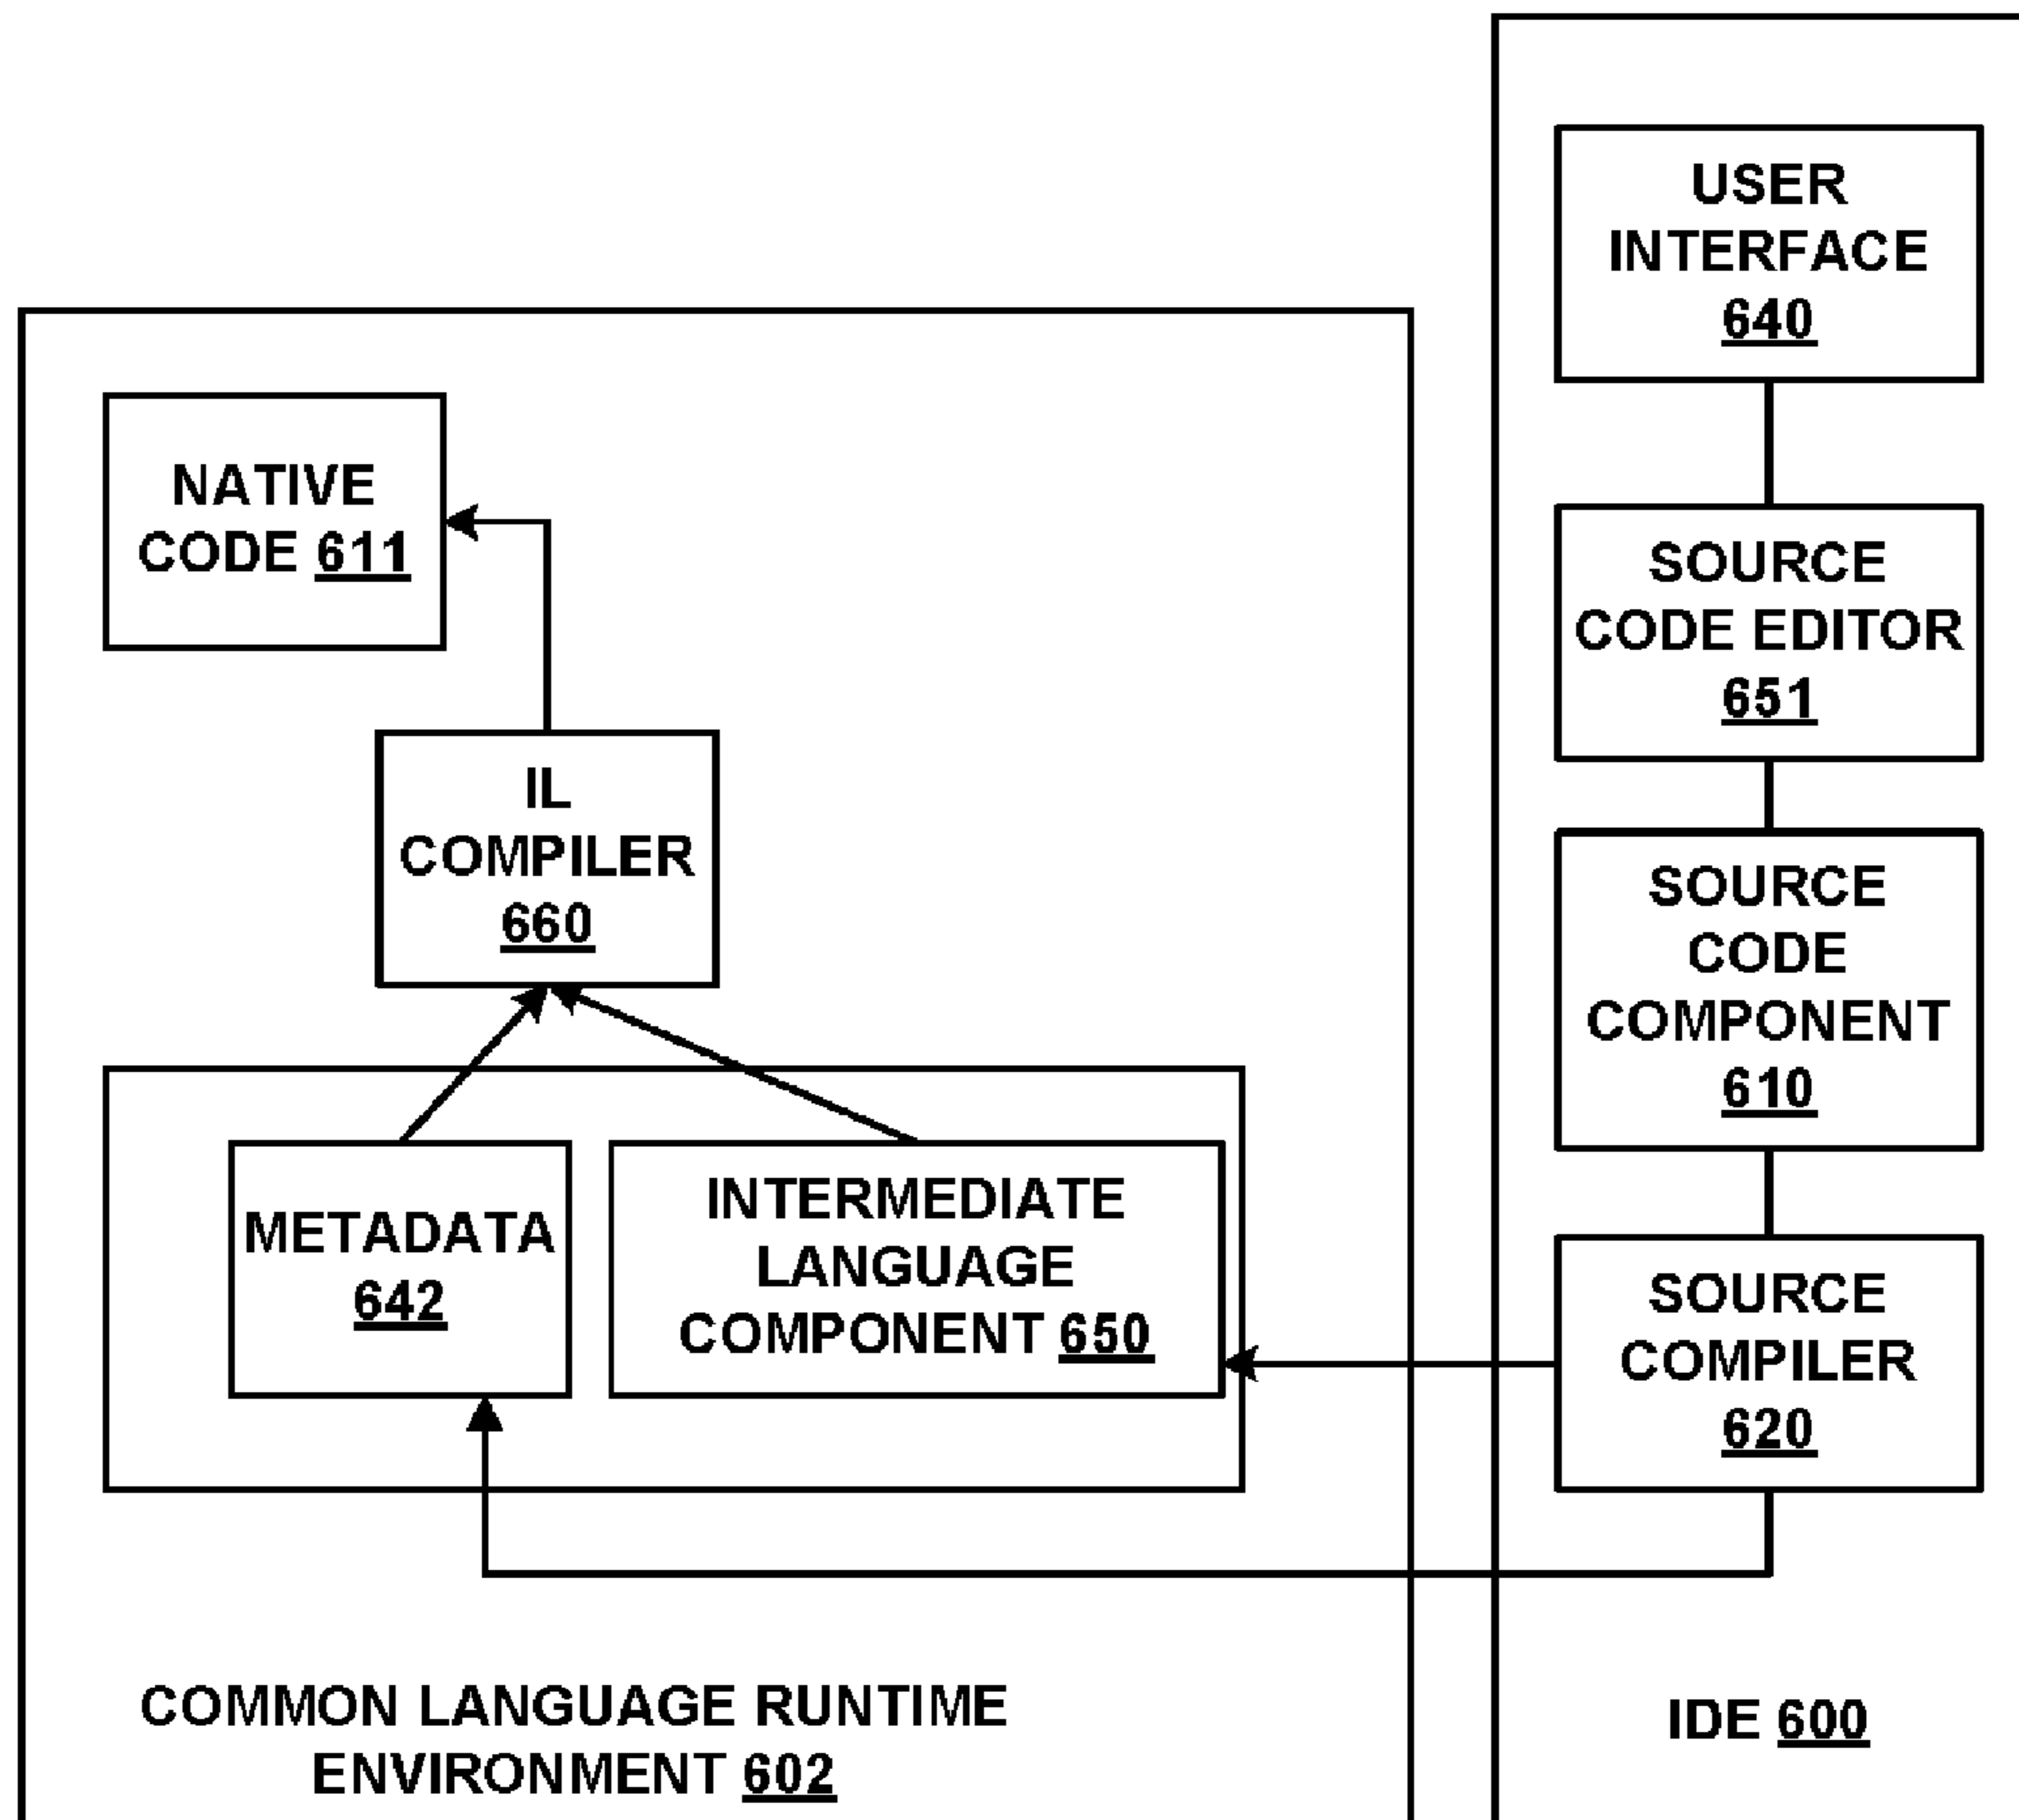 USER
INTERFACE
640
NATIVE
CODE 611
SOURCE
CODE EDITOR
651
IL
COMPILER
660
SOURCE
CODE
COMPONENT
610
METADATA
642
INTERMEDIATE
LANGUAGE
COMPONENT 650
SOURCE
COMPILER
620
COMMON LANGUAGE RUNTIME
ENVIRONMENT 602
IDE 600